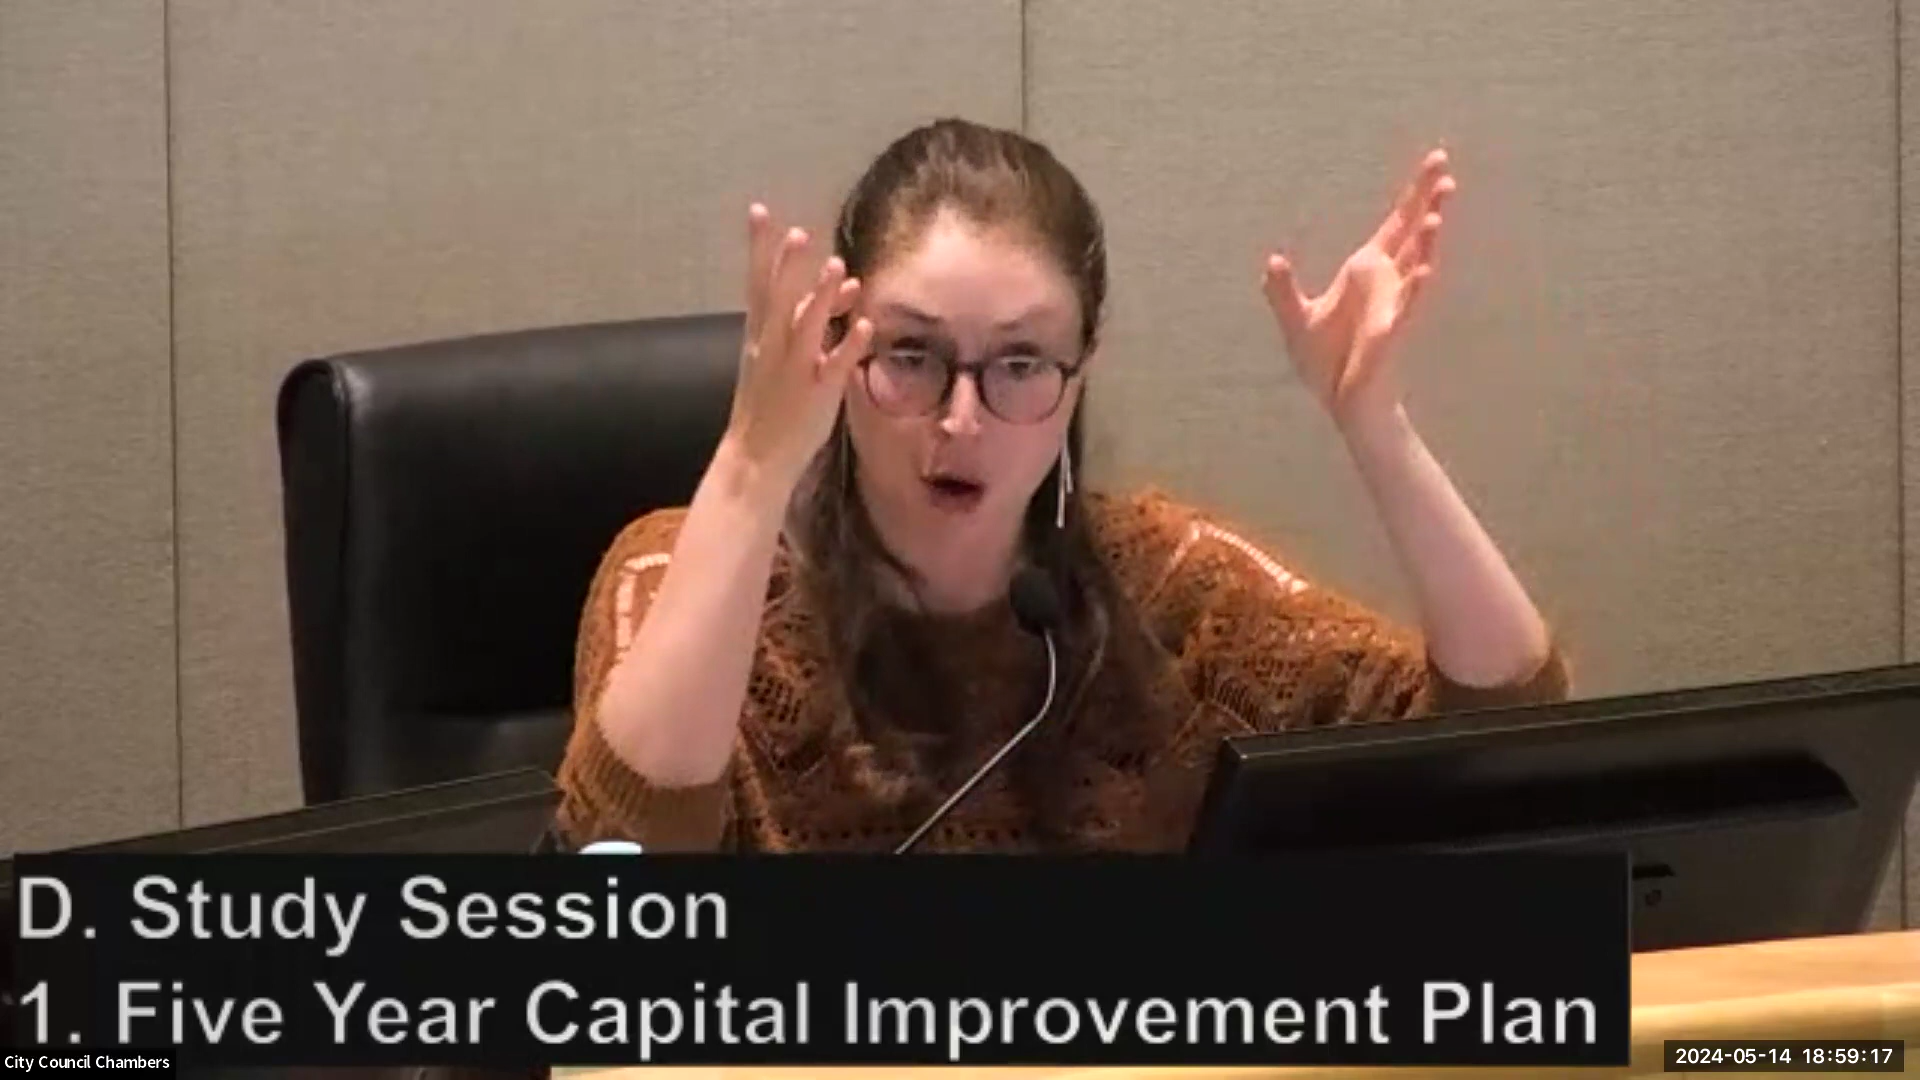 D. Study Session
1. Five Year Capital Improvement Plan
City Council Chambers
2024-05-14 18:59:17